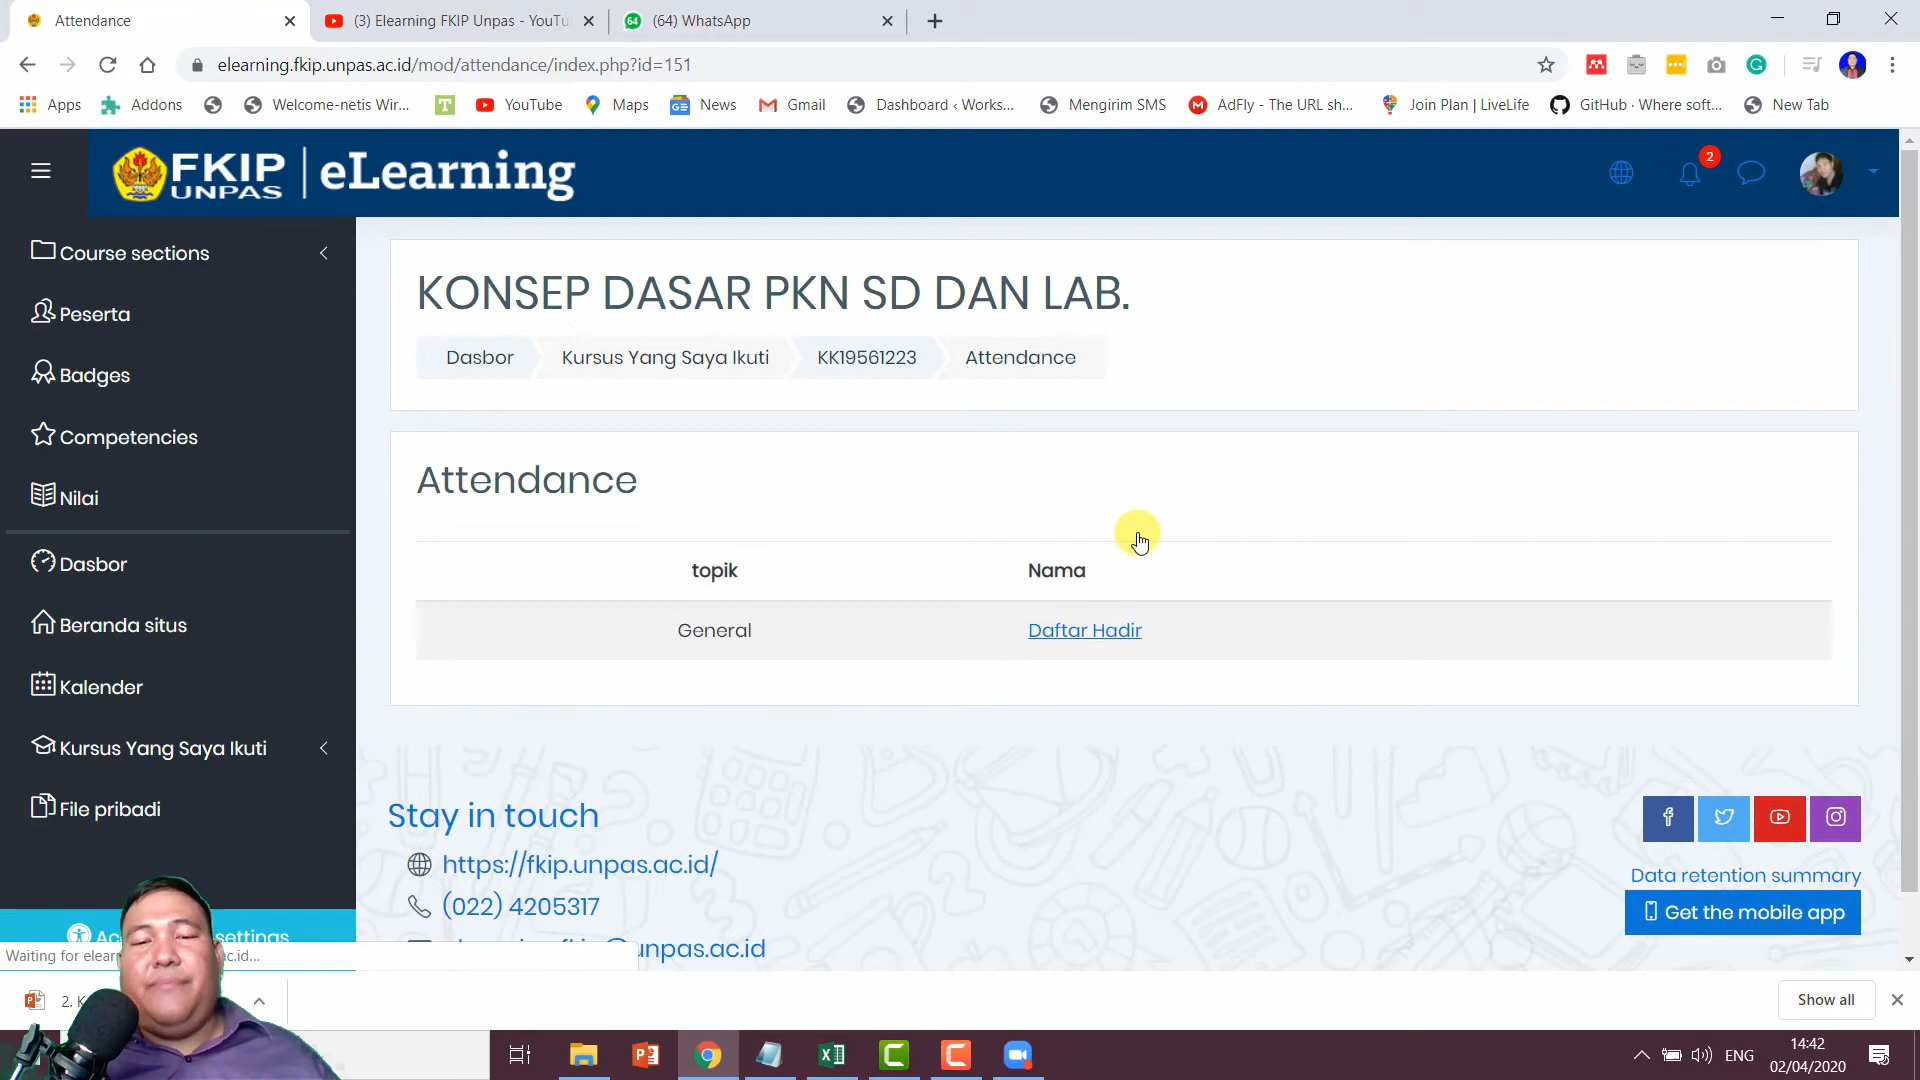 Attendance
(3) Elearning FKIP Unpas - YouTu
64 (64) WhatsApp
elearning.fkip.unpas.ac.id/mod/attendance/index.php?id=151
Apps Addons Welcome-netis Wir... YouTube Maps News Gmail Dashboard ‹ Works... Mengirim SMS AdFly - The URL sh... Join Plan | LiveLife GitHub · Where soft... New Tab
FKIP UNPAS eLearning
2
Course sections
Peserta
Badges
Competencies
Nilai
Dasbor
Beranda situs
Kalender
Kursus Yang Saya Ikuti
File pribadi
settings
KONSEP DASAR PKN SD DAN LAB.
Dasbor Kursus Yang Saya Ikuti KK19561223 Attendance
Attendance
topik Nama
General Daftar Hadir
Stay in touch
https://fkip.unpas.ac.id/
(022) 4205317
unpas.ac.id
Data retention summary
Get the mobile app
Waiting for elear ac.id...
2. K
Show all
ENG
14:42
02/04/2020